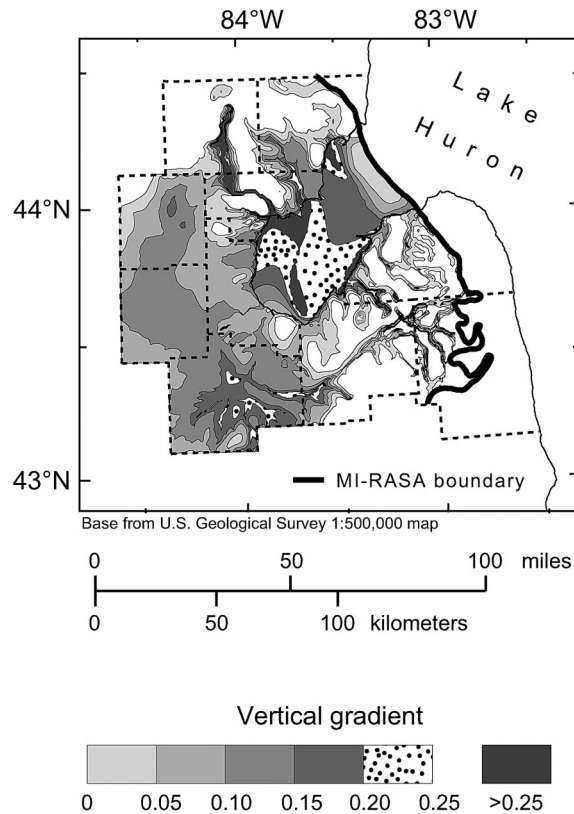 84°W 83°W
Lake
Huron
44°N
43°N
MI-RASA boundary
Base from U.S. Geological Survey 1:500,000 map
0 50 100 miles
0 50 100 kilometers
Vertical gradient
0 0.05 0.10 0.15 0.20 0.25 >0.25